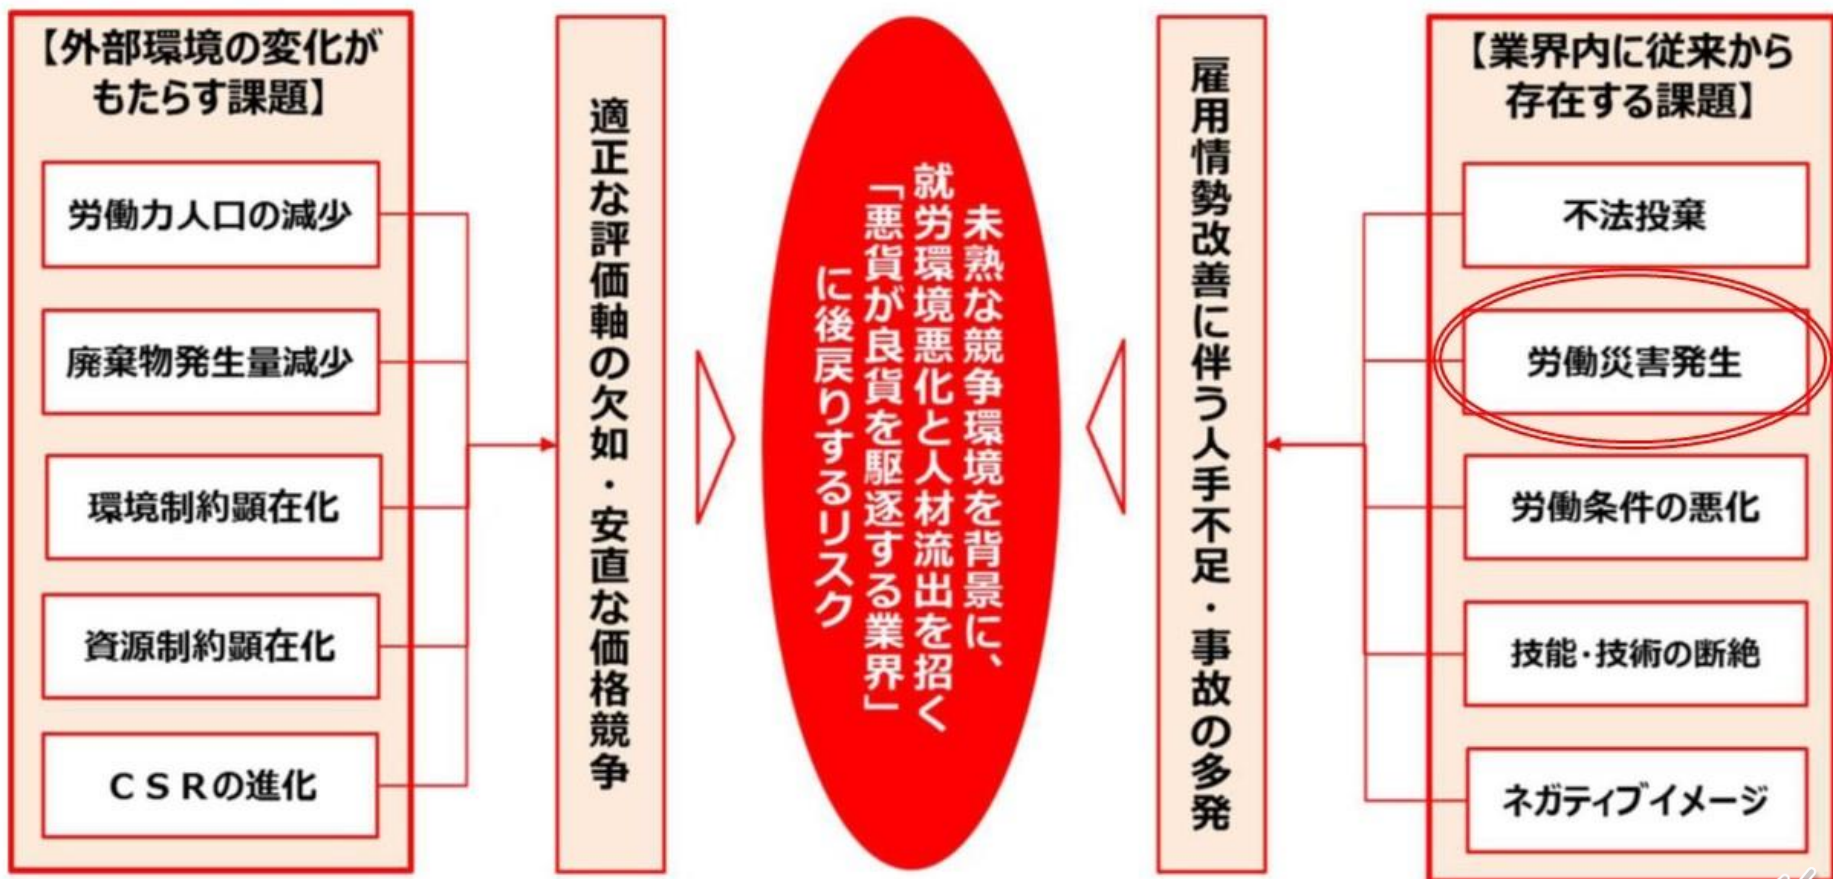 【外部環境の変化が
もたらす課題】
労働力人口の減少
廃棄物発生量減少
環境制約顕在化
資源制約顕在化
ＣＳＲの進化
適正な評価軸の欠如・安直な価格競争
未熟な競争環境を背景に、
就労環境悪化と人材流出を招く
「悪貨が良貨を駆逐する業界」
に後戻りするリスク
雇用情勢改善に伴う人手不足・事故の多発
【業界内に従来から
存在する課題】
不法投棄
労働災害発生
労働条件の悪化
技能・技術の断絶
ネガティブイメージ